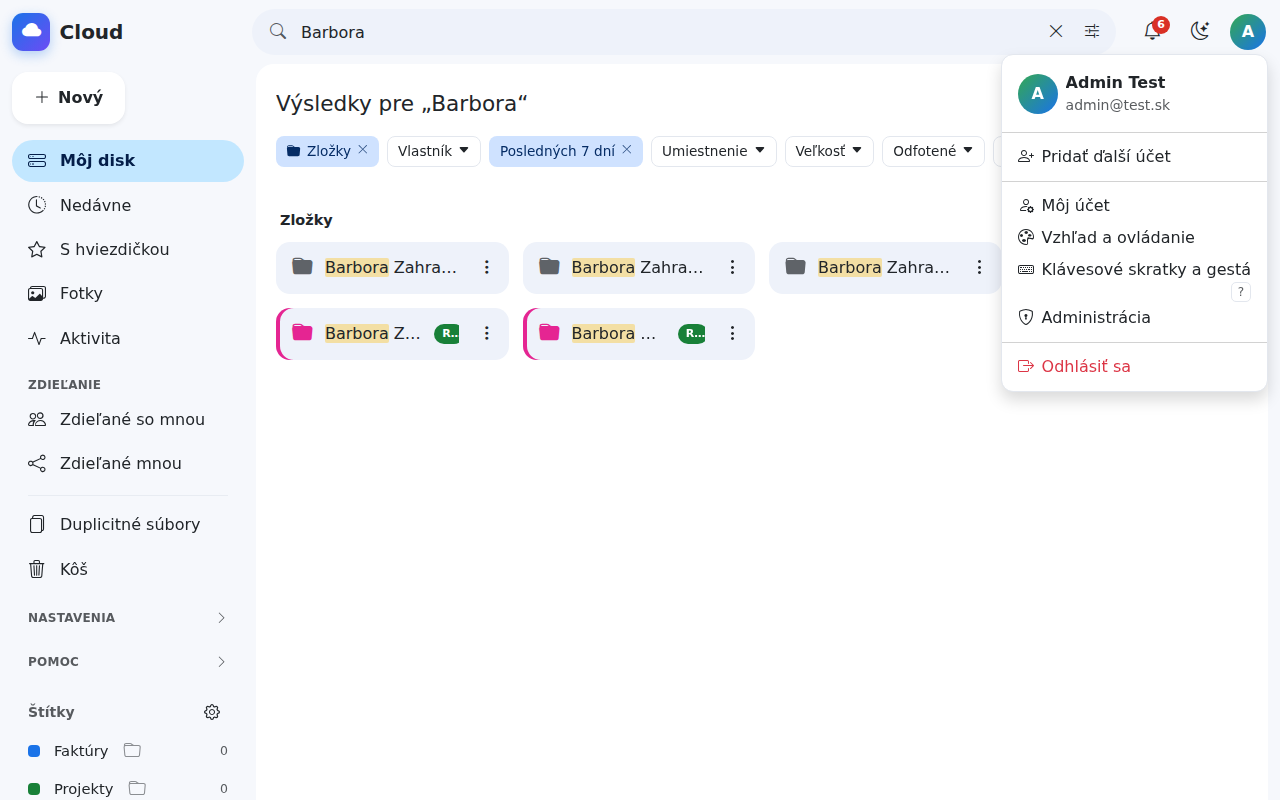 Cloud
Barbora
6
A
Nový
Môj disk
Nedávne
S hviezdičkou
Fotky
Aktivita
ZDIEĽANIE
Zdieľané so mnou
Zdieľané mnou
Duplicitné súbory
Kôš
NASTAVENIA
POMOC
Štítky
Faktúry 0
Projekty 0
Výsledky pre „Barbora“
Zložky
Vlastník
Posledných 7 dní
Umiestnenie
Veľkosť
Odfotené
Zložky
Barbora Zahra…
Barbora Zahra…
Barbora Zahra…
Barbora Z… R…
Barbora … R…
A
Admin Test
admin@test.sk
Pridať ďalší účet
Môj účet
Vzhľad a ovládanie
Klávesové skratky a gestá
?
Administrácia
Odhlásiť sa